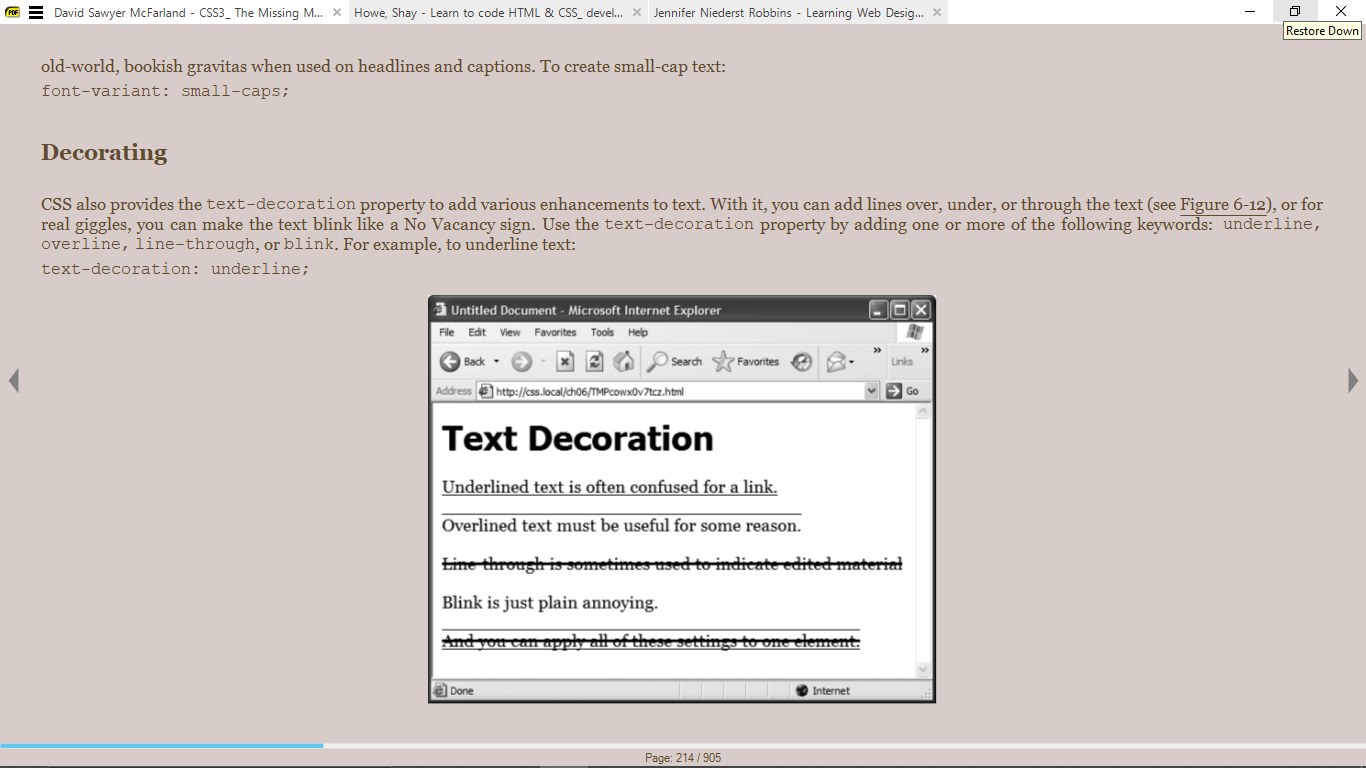 PDF David Sawyer McFarland - CSS3_ The Missing M... Howe, Shay - Learn to code HTML & CSS_ devel... Jennifer Niederst Robbins - Learning Web Desig...
Restore Down
old-world, bookish gravitas when used on headlines and captions. To create small-cap text:
font-variant: small-caps;
Decorating
CSS also provides the text-decoration property to add various enhancements to text. With it, you can add lines over, under, or through the text (see Figure 6-12), or for
real giggles, you can make the text blink like a No Vacancy sign. Use the text-decoration property by adding one or more of the following keywords: underline,
overline, line-through, or blink. For example, to underline text:
text-decoration: underline;
Untitled Document - Microsoft Internet Explorer
File Edit View Favorites Tools Help
Back Search Favorites Links
Address http://css.local/ch06/TMPcowx0v7tcz.html Go
Text Decoration
Underlined text is often confused for a link.
Overlined text must be useful for some reason.
Line-through is sometimes used to indicate edited material
Blink is just plain annoying.
And you can apply all of these settings to one element.
Done Internet
Page: 214 / 905